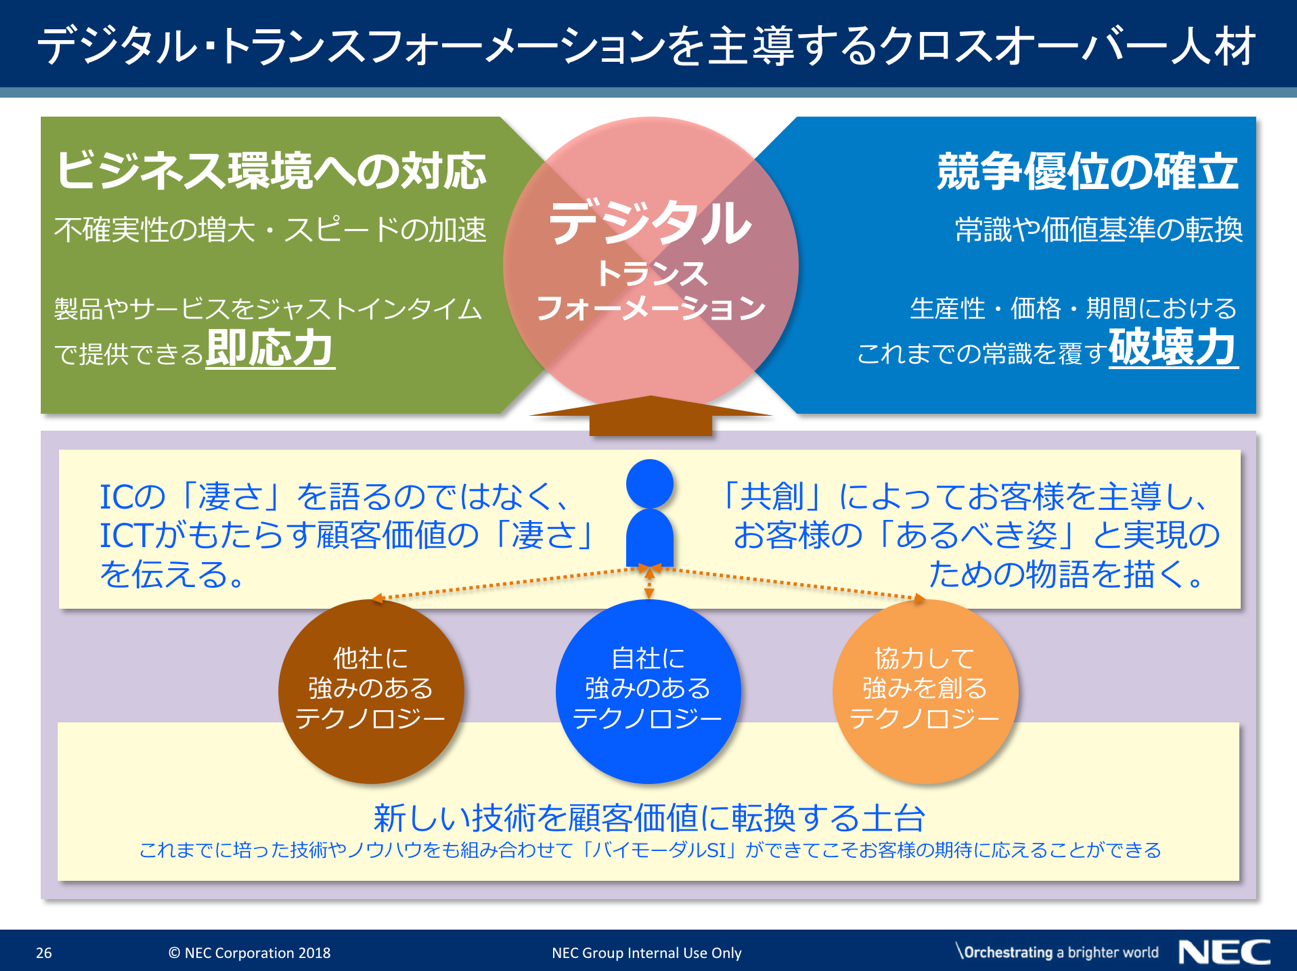 デジタル・トランスフォーメーションを主導するクロスオーバー人材
ビジネス環境への対応
不確実性の増大・スピードの加速
製品やサービスをジャストインタイム
で提供できる即応力
デジタル
トランス
フォーメーション
競争優位の確立
常識や価値基準の転換
生産性・価格・期間における
これまでの常識を覆す破壊力
ICの「凄さ」を語るのではなく、
ICTがもたらす顧客価値の「凄さ」
を伝える。
「共創」によってお客様を主導し、
お客様の「あるべき姿」と実現の
ための物語を描く。
他社に
強みのある
テクノロジー
自社に
強みのある
テクノロジー
協力して
強みを創る
テクノロジー
新しい技術を顧客価値に転換する土台
これまでに培った技術やノウハウをも組み合わせて「バイモーダルSI」ができてこそお客様の期待に応えることができる
26
© NEC Corporation 2018
NEC Group Internal Use Only
\Orchestrating a brighter world
NEC